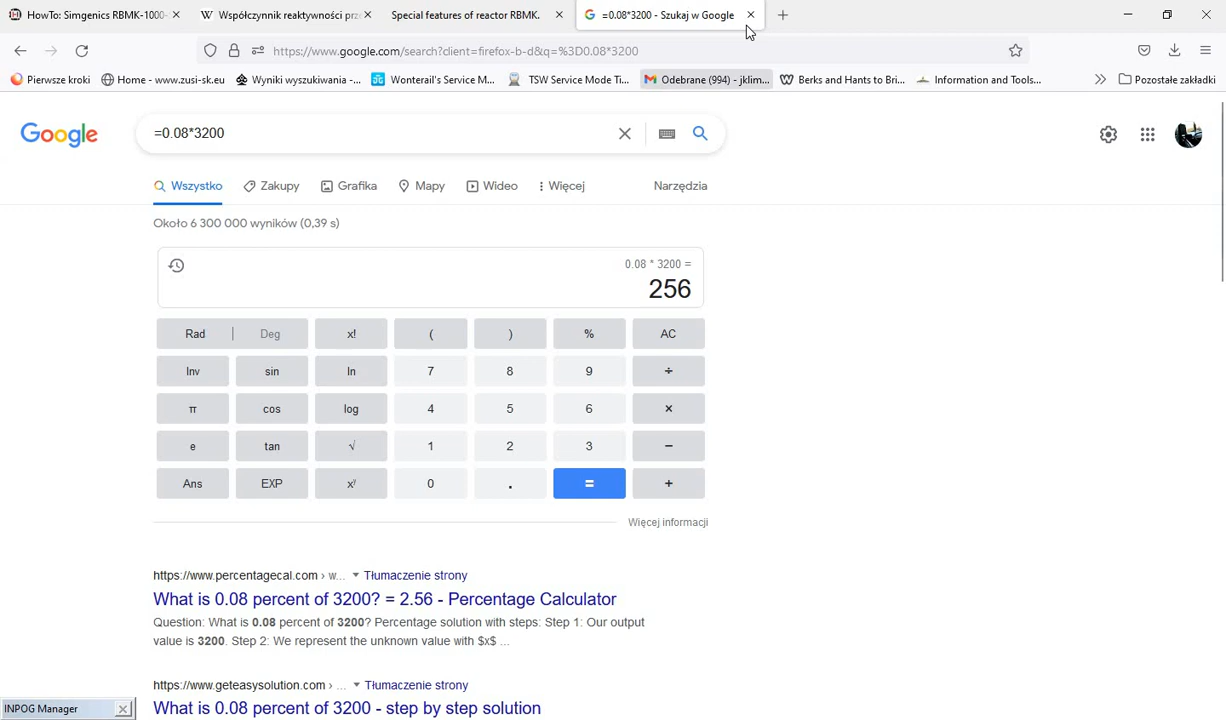 HowTo: Simgenics RBMK-1000-
Współczynnik reaktywności prze
Special features of reactor RBMK.
=0.08*3200 - Szukaj w Google
https://www.google.com/search?client=firefox-b-d&q=%3D0.08*3200
Pierwsze kroki
Home - www.zusi-sk.eu
Wyniki wyszukiwania -...
Wonterail's Service M...
TSW Service Mode Ti...
Odebrane (994) - jklim...
Berks and Hants to Bri...
Information and Tools...
Pozostałe zakładki
Google
=0.08*3200
Wszystko
Zakupy
Grafika
Mapy
Wideo
Więcej
Narzędzia
Około 6 300 000 wyników (0,39 s)
0.08 * 3200 =
256
Rad | Deg x! ( ) % AC
Inv sin ln 7 8 9 ÷
π cos log 4 5 6 ×
e tan √ 1 2 3 −
Ans EXP xʸ 0 . = +
Więcej informacji
https://www.percentagecal.com › w... Tłumaczenie strony
What is 0.08 percent of 3200? = 2.56 - Percentage Calculator
Question: What is 0.08 percent of 3200? Percentage solution with steps: Step 1: Our output
value is 3200. Step 2: We represent the unknown value with $x$ ...
https://www.geteasysolution.com › ... Tłumaczenie strony
What is 0.08 percent of 3200 - step by step solution
INPOG Manager